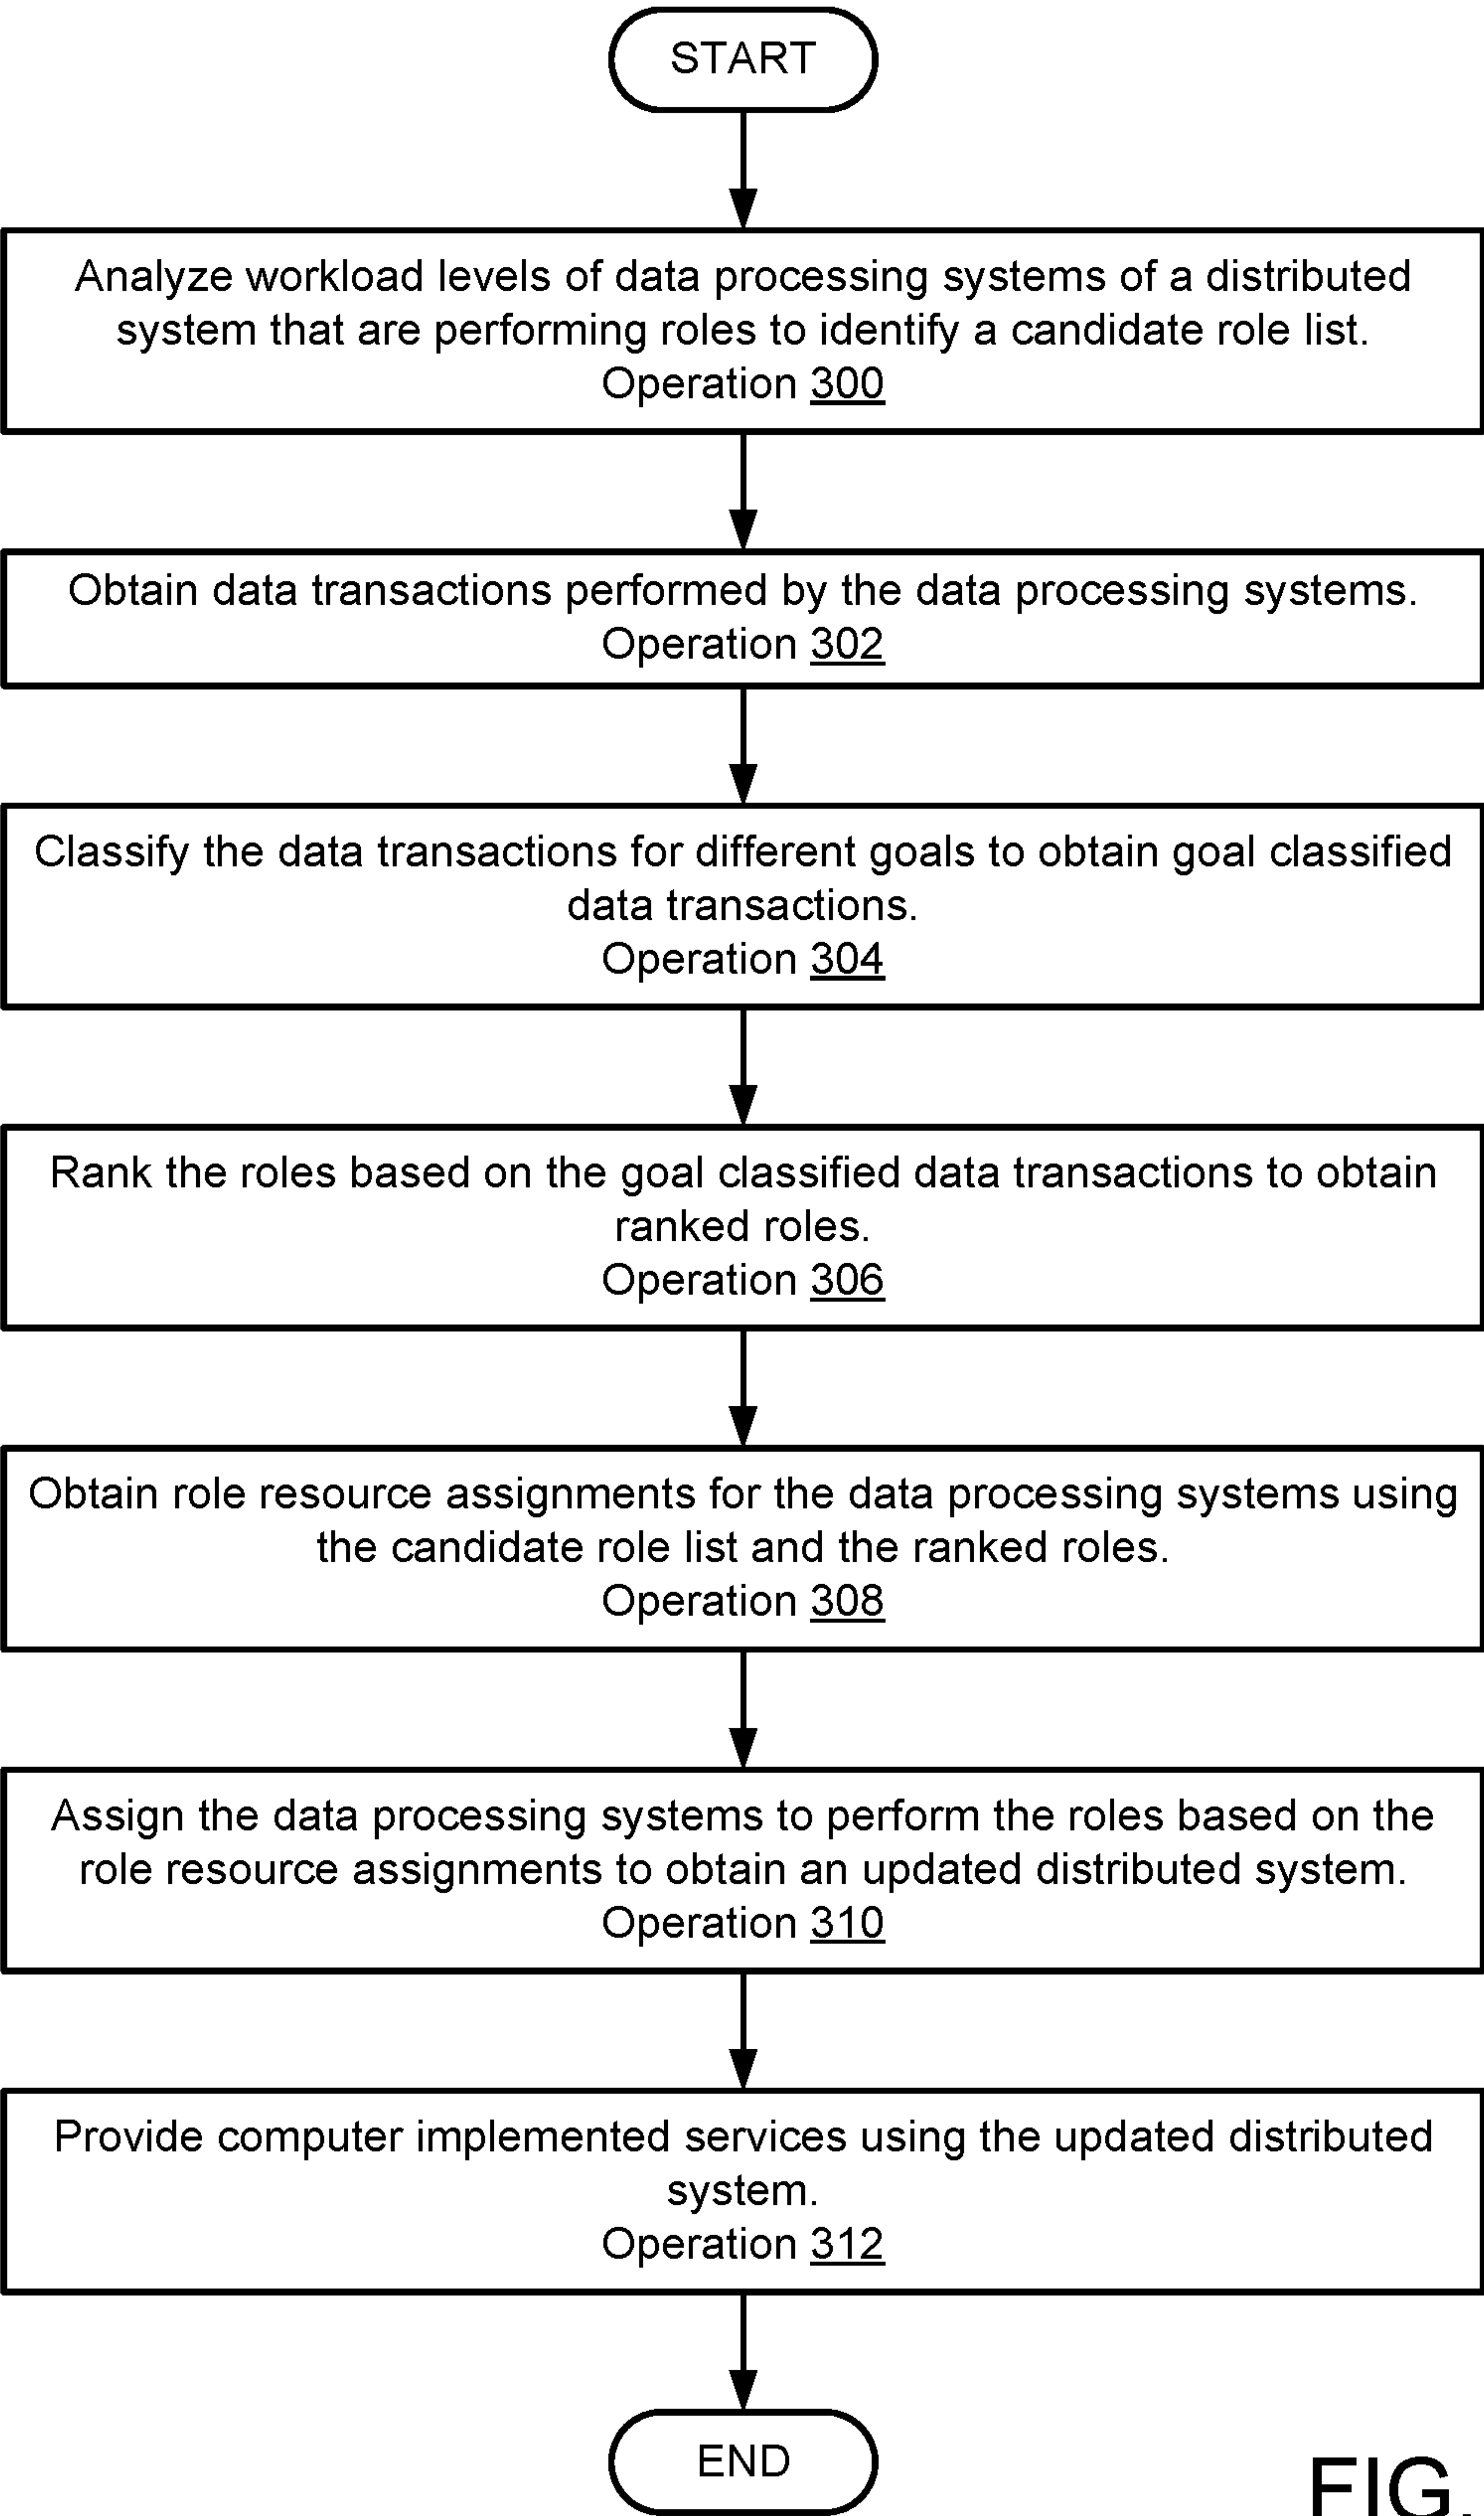 START
Analyze workload levels of data processing systems of a distributed
system that are performing roles to identify a candidate role list.
Operation 300
Obtain data transactions performed by the data processing systems.
Operation 302
Classify the data transactions for different goals to obtain goal classified
data transactions.
Operation 304
Rank the roles based on the goal classified data transactions to obtain
ranked roles.
Operation 306
Obtain role resource assignments for the data processing systems using
the candidate role list and the ranked roles.
Operation 308
Assign the data processing systems to perform the roles based on the
role resource assignments to obtain an updated distributed system.
Operation 310
Provide computer implemented services using the updated distributed
system.
Operation 312
END
FIG.